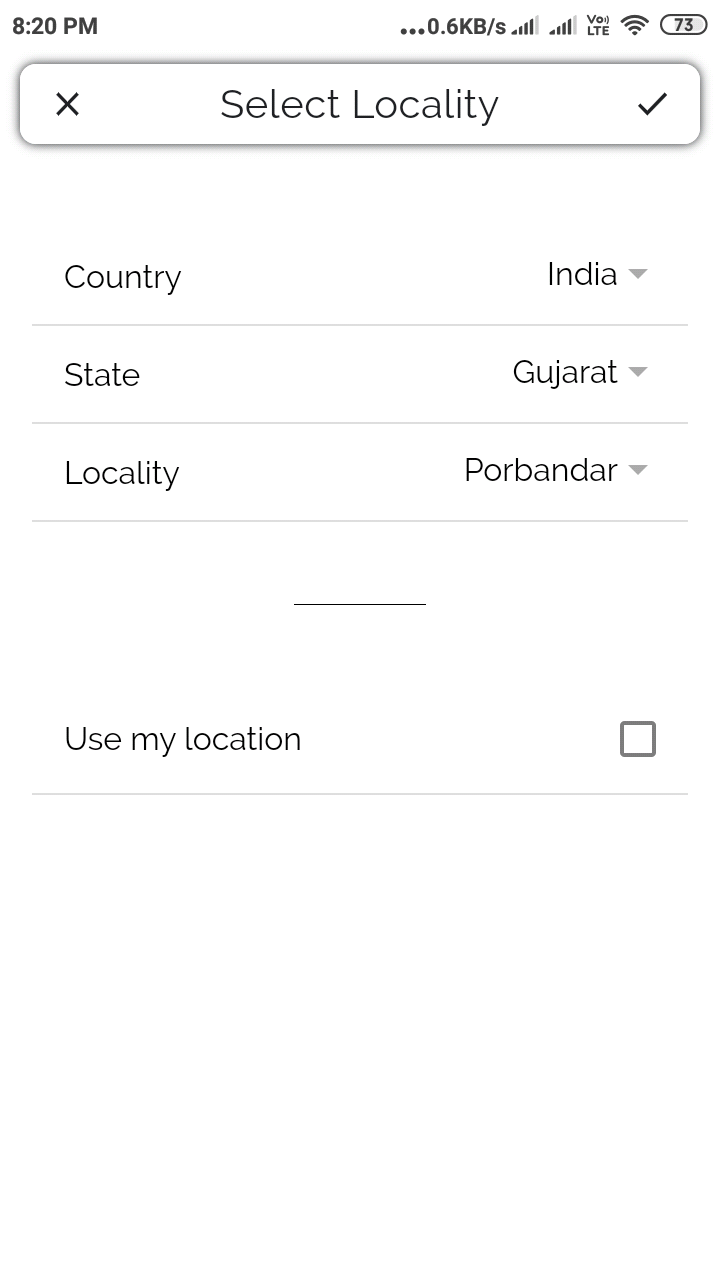 8:20 PM ...0.6KB/s Vo) LTE 73
Select Locality
Country India
State Gujarat
Locality Porbandar
Use my location